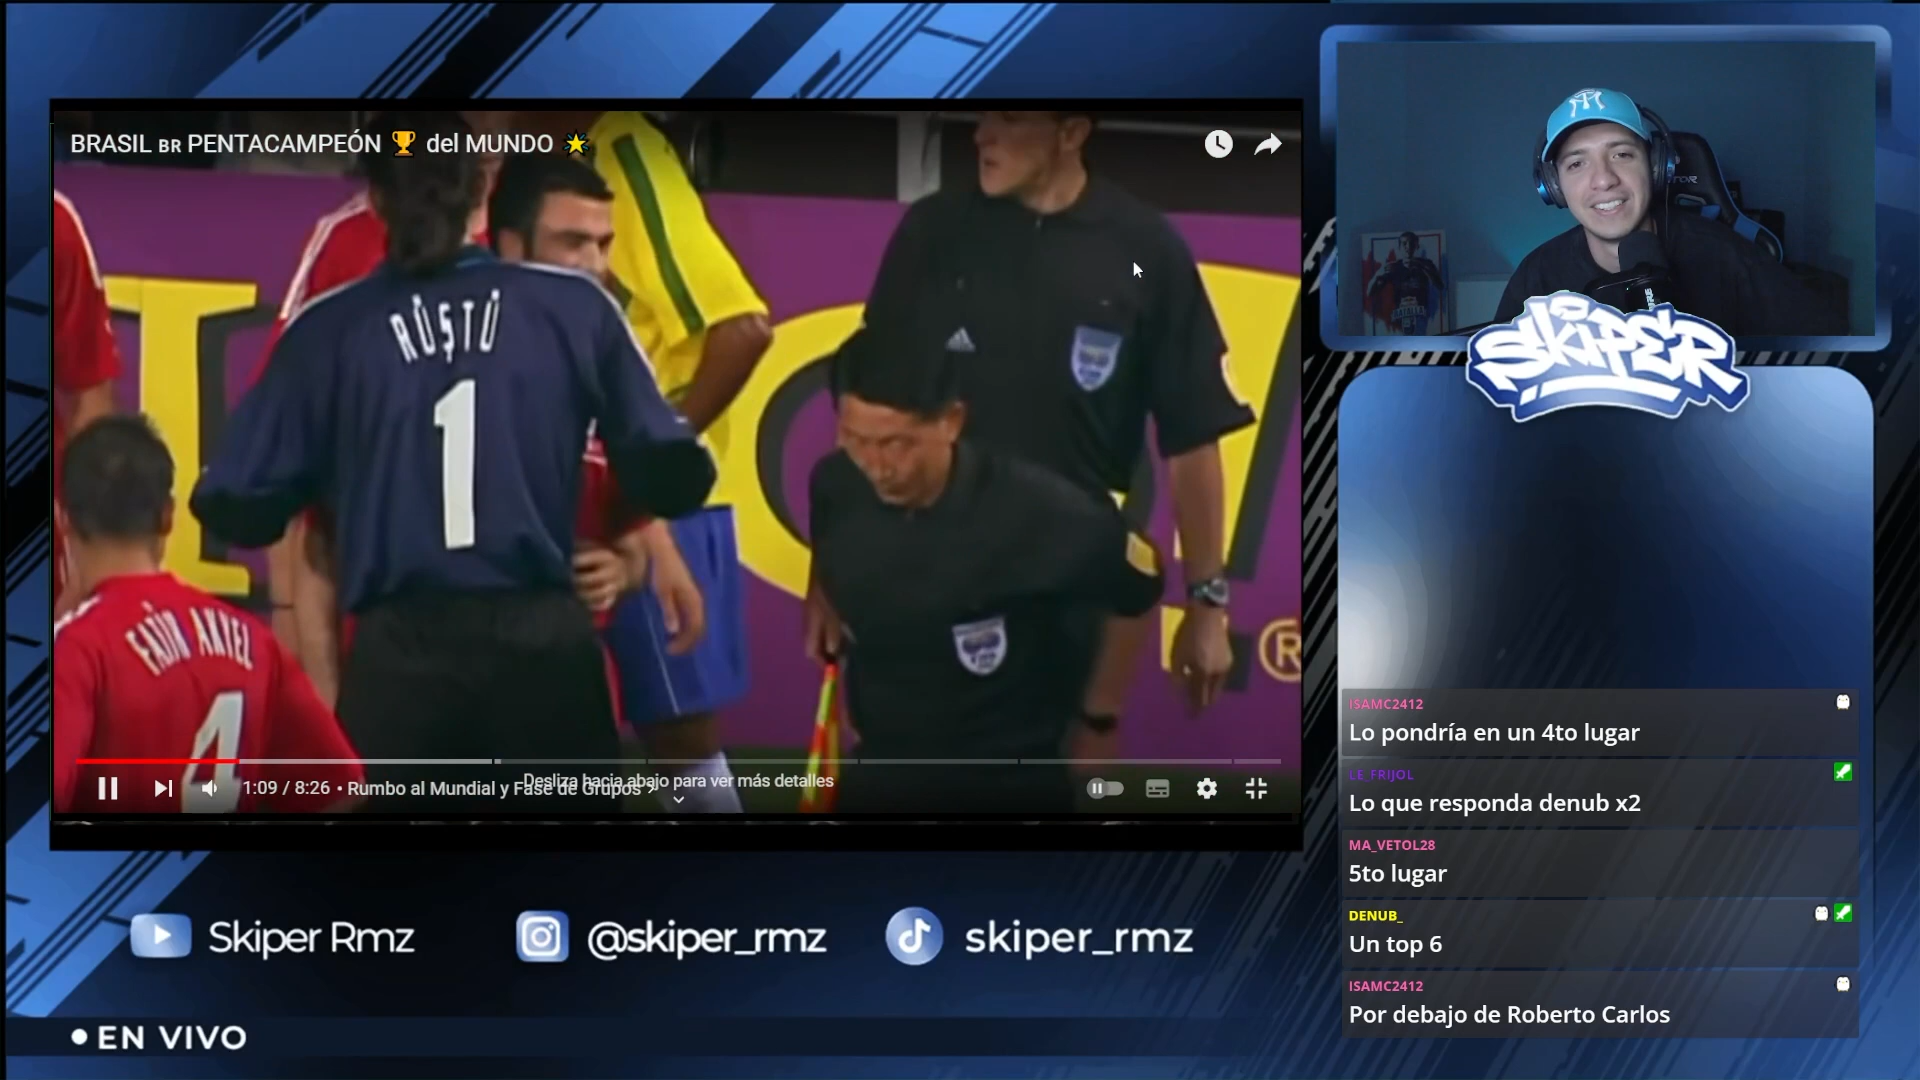 BRASIL BR PENTACAMPEÓN 🏆 del MUNDO 🌟
RÜŞTÜ
1
FATİH AKYEL
4
1:09 / 8:26 • Rumbo al Mundial y Fase de Grupos
Desliza hacia abajo para ver más detalles
SKIPER
ISAMC2412
Lo pondría en un 4to lugar
LE_FRIJOL
Lo que responda denub x2
MA_VETOL28
5to lugar
DENUB_
Un top 6
ISAMC2412
Por debajo de Roberto Carlos
Skiper Rmz
@skiper_rmz
skiper_rmz
EN VIVO